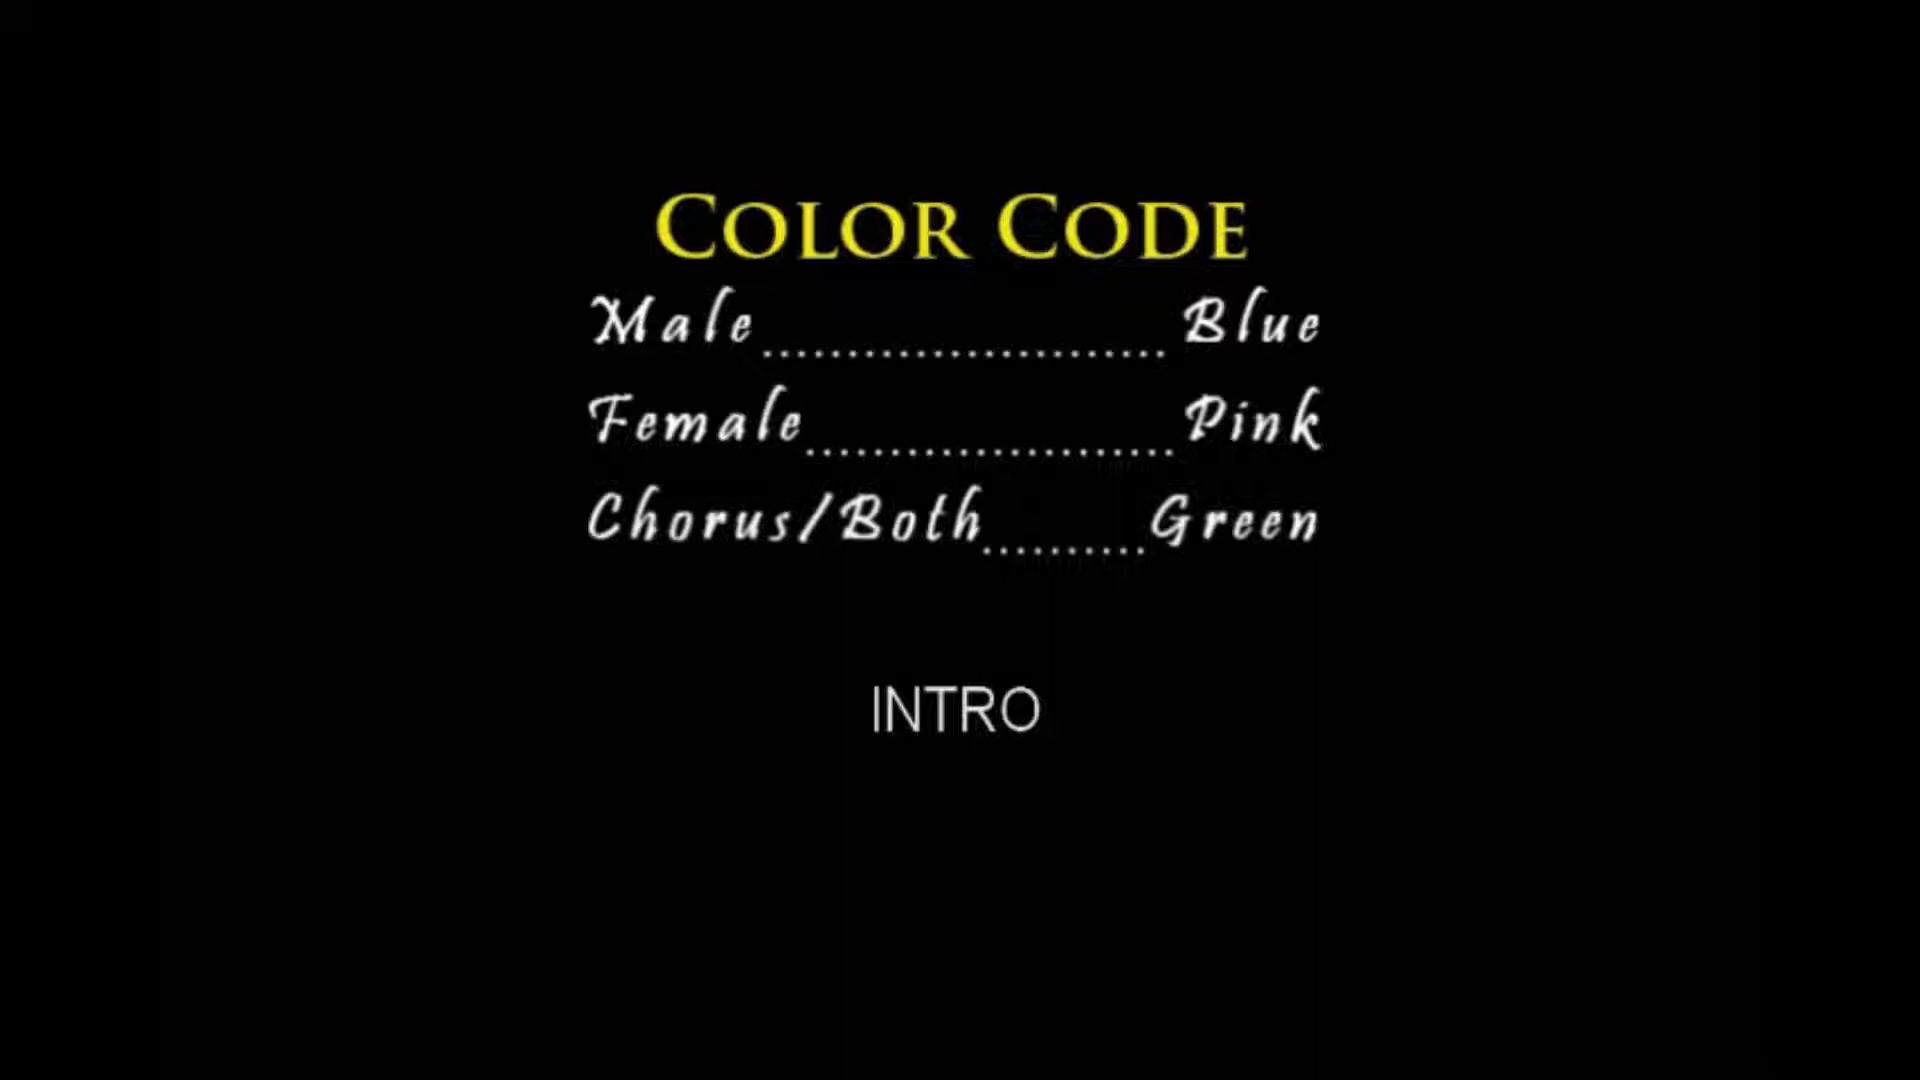 COLOR CODE
Male........................Blue
Female......................Pink
Chorus/Both..........Green
INTRO